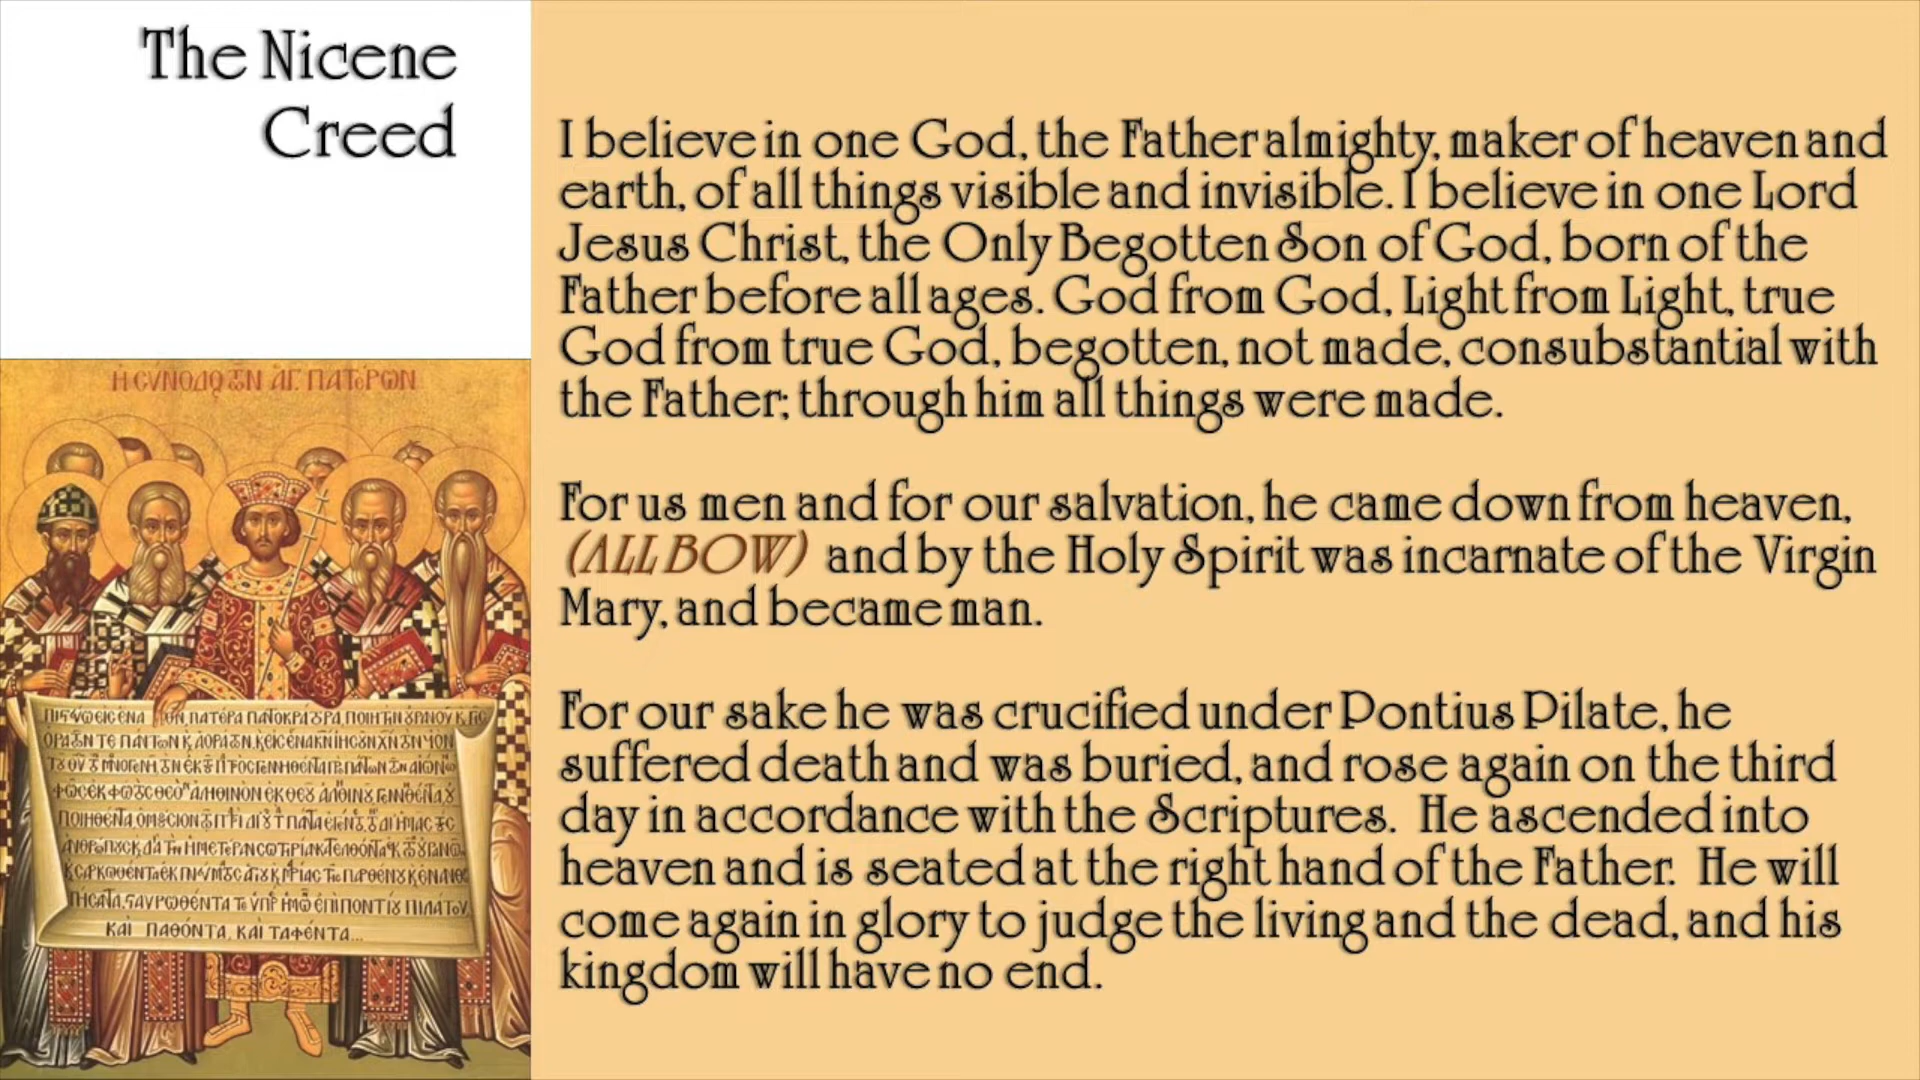 The Nicene
Creed
I believe in one God, the Father almighty, maker of heaven and
earth, of all things visible and invisible. I believe in one Lord
Jesus Christ, the Only Begotten Son of God, born of the
Father before all ages. God from God, Light from Light, true
God from true God, begotten, not made, consubstantial with
the Father; through him all things were made.
For us men and for our salvation, he came down from heaven,
(ALL BOW) and by the Holy Spirit was incarnate of the Virgin
Mary, and became man.
For our sake he was crucified under Pontius Pilate, he
suffered death and was buried, and rose again on the third
day in accordance with the Scriptures. He ascended into
heaven and is seated at the right hand of the Father. He will
come again in glory to judge the living and the dead, and his
kingdom will have no end.
ΚΑΙ ΠΑΘΌΝΤΑ, ΚΑΙ ΤΑΦΈΝΤΑ...